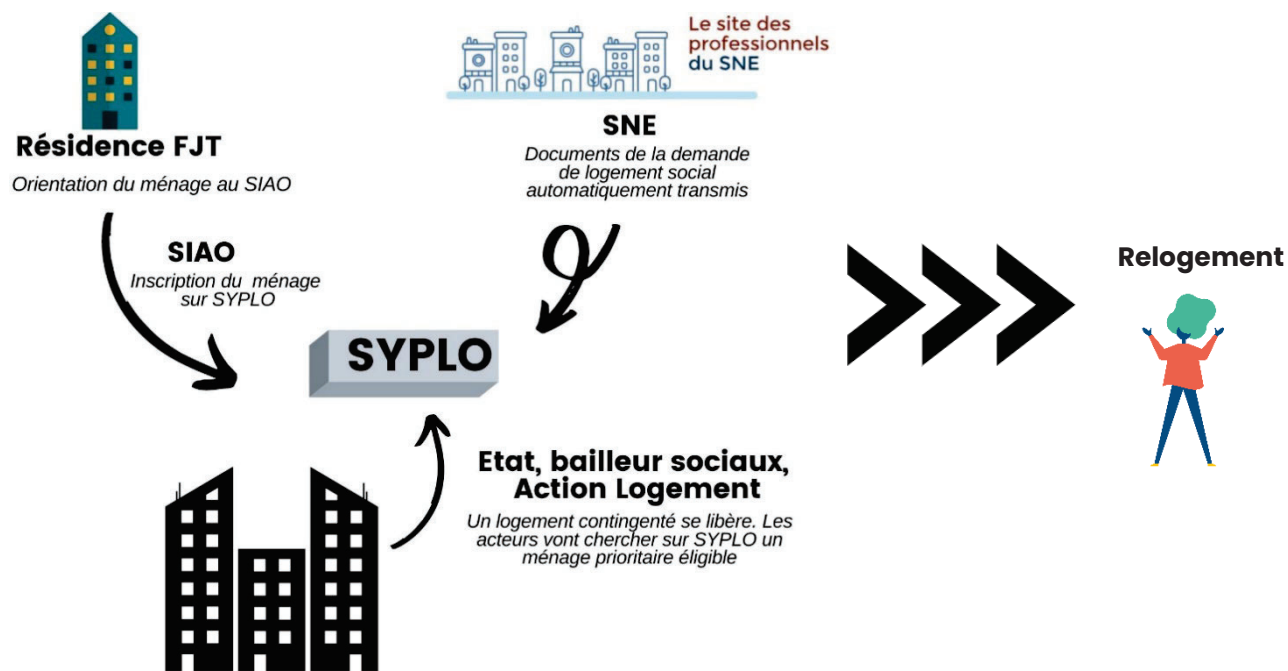 Résidence FJT
Orientation du ménage au SIAO
SIAO
Inscription du ménage
sur SYPLO
Le site des
professionnels
du SNE
SNE
Documents de la demande
de logement social
automatiquement transmis
SYPLO
Etat, bailleur sociaux,
Action Logement
Un logement contingenté se libère. Les
acteurs vont chercher sur SYPLO un
ménage prioritaire éligible
Relogement